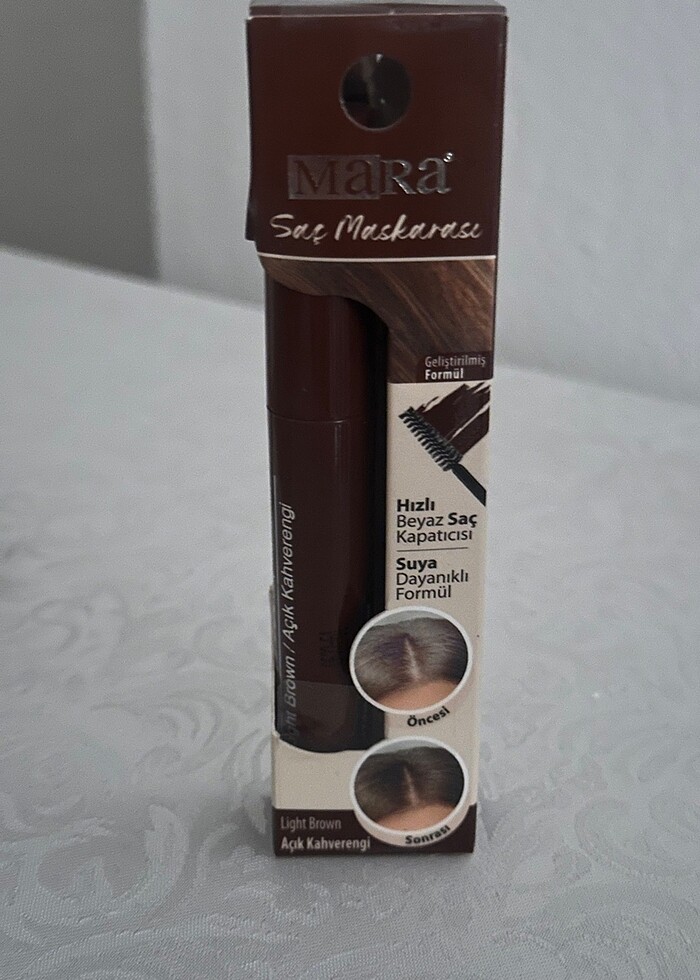 MaRa
Saç Maskarası
Geliştirilmiş
Formül
Hızlı
Beyaz Saç
Kapatıcısı
Suya
Dayanıklı
Formül
Brown / Açık Kahverengi
Öncesi
Sonrası
Light Brown
Açık Kahverengi